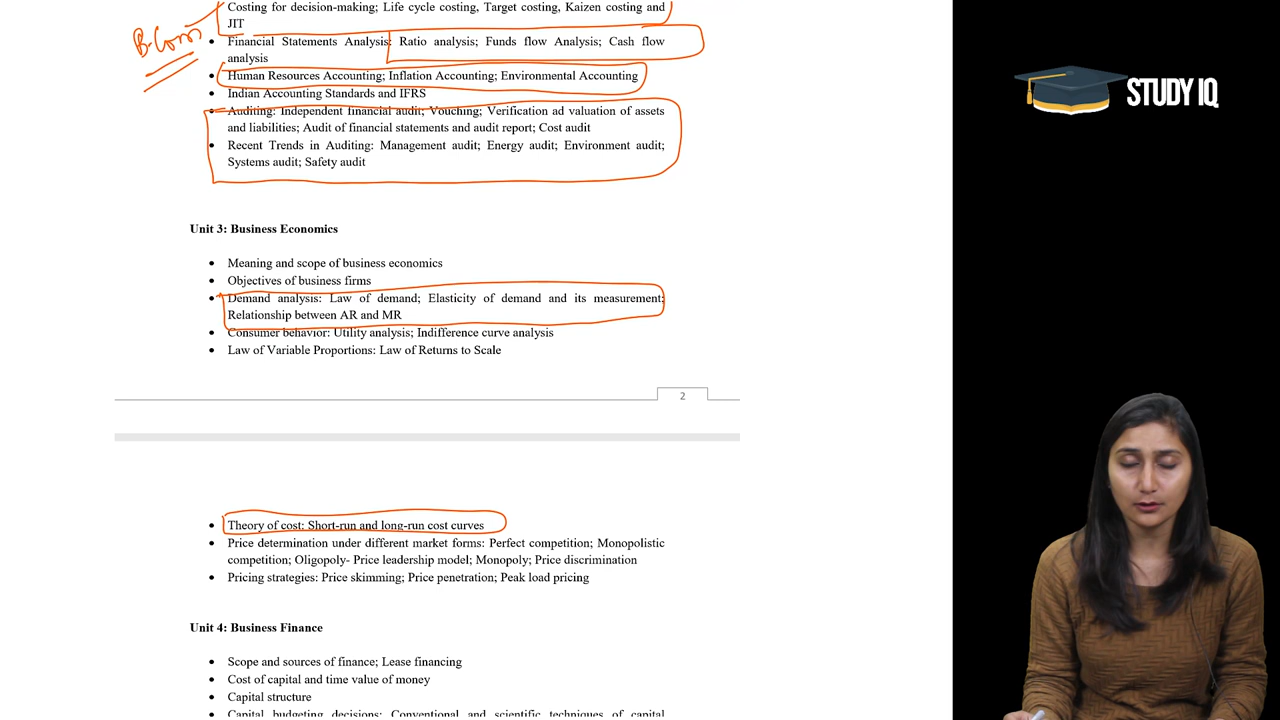 Costing for decision-making; Life cycle costing, Target costing, Kaizen costing and
JIT
B.Com
• Financial Statements Analysis: Ratio analysis; Funds flow Analysis; Cash flow
analysis
• Human Resources Accounting; Inflation Accounting; Environmental Accounting
• Indian Accounting Standards and IFRS
• Auditing: Independent financial audit; Vouching; Verification ad valuation of assets
and liabilities; Audit of financial statements and audit report; Cost audit
• Recent Trends in Auditing: Management audit; Energy audit; Environment audit;
Systems audit; Safety audit
Unit 3: Business Economics
• Meaning and scope of business economics
• Objectives of business firms
• Demand analysis: Law of demand; Elasticity of demand and its measurement;
Relationship between AR and MR
• Consumer behavior: Utility analysis; Indifference curve analysis
• Law of Variable Proportions: Law of Returns to Scale
2
• Theory of cost: Short-run and long-run cost curves
• Price determination under different market forms: Perfect competition; Monopolistic
competition; Oligopoly- Price leadership model; Monopoly; Price discrimination
• Pricing strategies: Price skimming; Price penetration; Peak load pricing
Unit 4: Business Finance
• Scope and sources of finance; Lease financing
• Cost of capital and time value of money
• Capital structure
• Capital budgeting decisions: Conventional and scientific techniques of capital
STUDY IQ